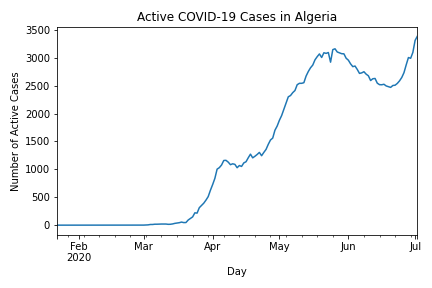 Active COVID-19 Cases in Algeria
Number of Active Cases
3500
3000
2500
2000
1500
1000
500
0
Feb
2020
Mar
Apr
May
Jun
Jul
Day